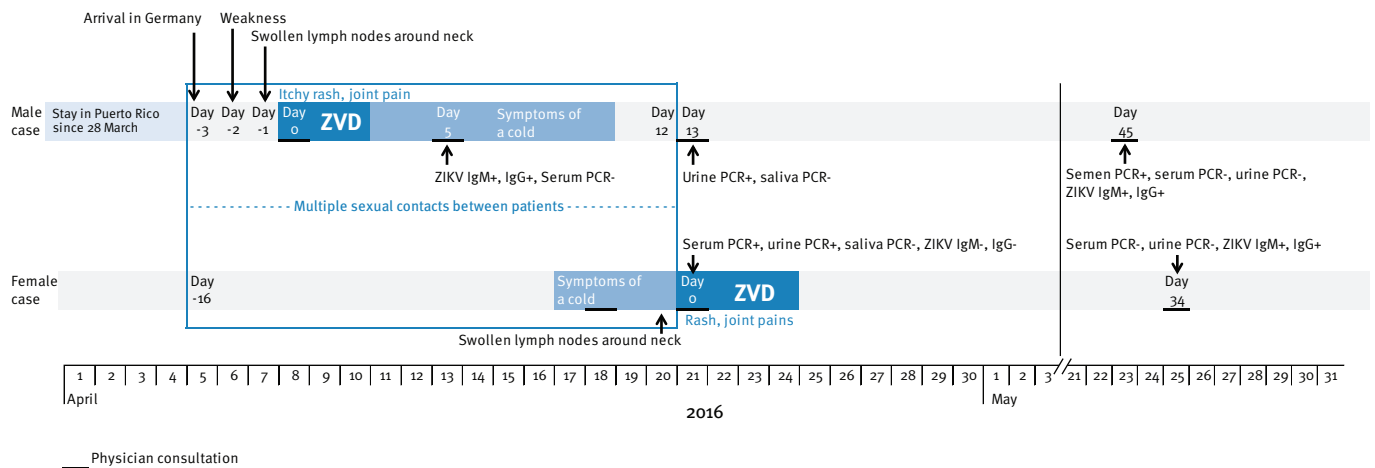 Arrival in Germany
Weakness
Swollen lymph nodes around neck
Itchy rash, joint pain
Male
case
Stay in Puerto Rico
since 28 March
Day
-3
Day
-2
Day
-1
Day
0
ZVD
Day
5
Symptoms of
a cold
Day
12
Day
13
Day
45
ZIKV IgM+, IgG+, Serum PCR-
Urine PCR+, saliva PCR-
Semen PCR+, serum PCR-, urine PCR-,
ZIKV IgM+, IgG+
Multiple sexual contacts between patients
Serum PCR+, urine PCR+, saliva PCR-, ZIKV IgM-, IgG-
Serum PCR-, urine PCR-, ZIKV IgM+, IgG+
Female
case
Day
-16
Symptoms of
a cold
Day
0
ZVD
Day
34
Rash, joint pains
Swollen lymph nodes around neck
1 2 3 4 5 6 7 8 9 10 11 12 13 14 15 16 17 18 19 20 21 22 23 24 25 26 27 28 29 30 1 2 3 21 22 23 24 25 26 27 28 29 30 31
April
May
2016
Physician consultation